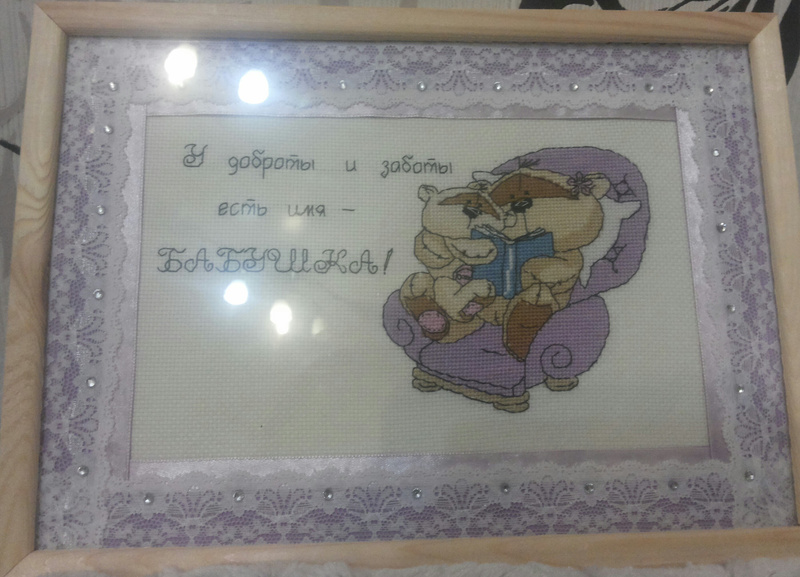 У доброты и заботы
есть имя –
БАБУШКА!